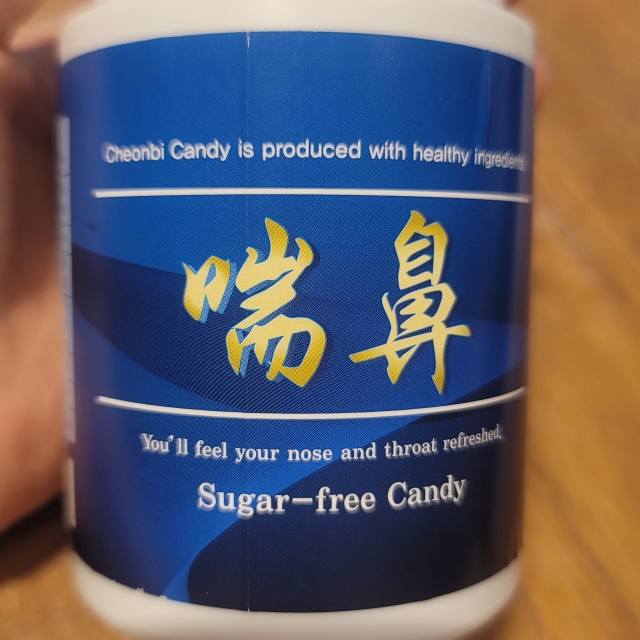 Cheonbi Candy is produced with healthy ingredients
喘鼻
You'll feel your nose and throat refreshed.
Sugar-free Candy